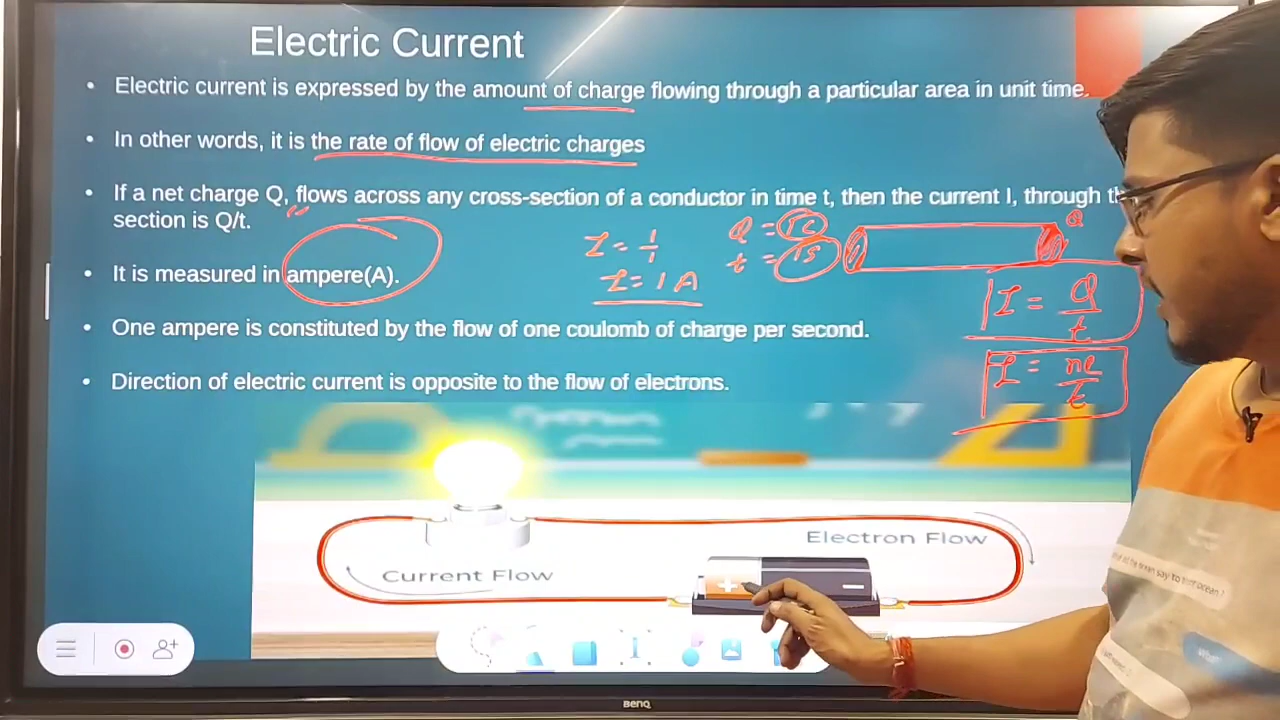 Electric Current
• Electric current is expressed by the amount of charge flowing through a particular area in unit time.
• In other words, it is the rate of flow of electric charges
• If a net charge Q, flows across any cross-section of a conductor in time t, then the current I, through
section is Q/t.
Q
I = 1/1
Q = 1C
t = 1S
• It is measured in ampere(A).
I = 1 A
I = Q/t
• One ampere is constituted by the flow of one coulomb of charge per second.
• Direction of electric current is opposite to the flow of electrons.
I = ne/t
Electron Flow
Current Flow
+
−
say to
ocean?
What
BenQ